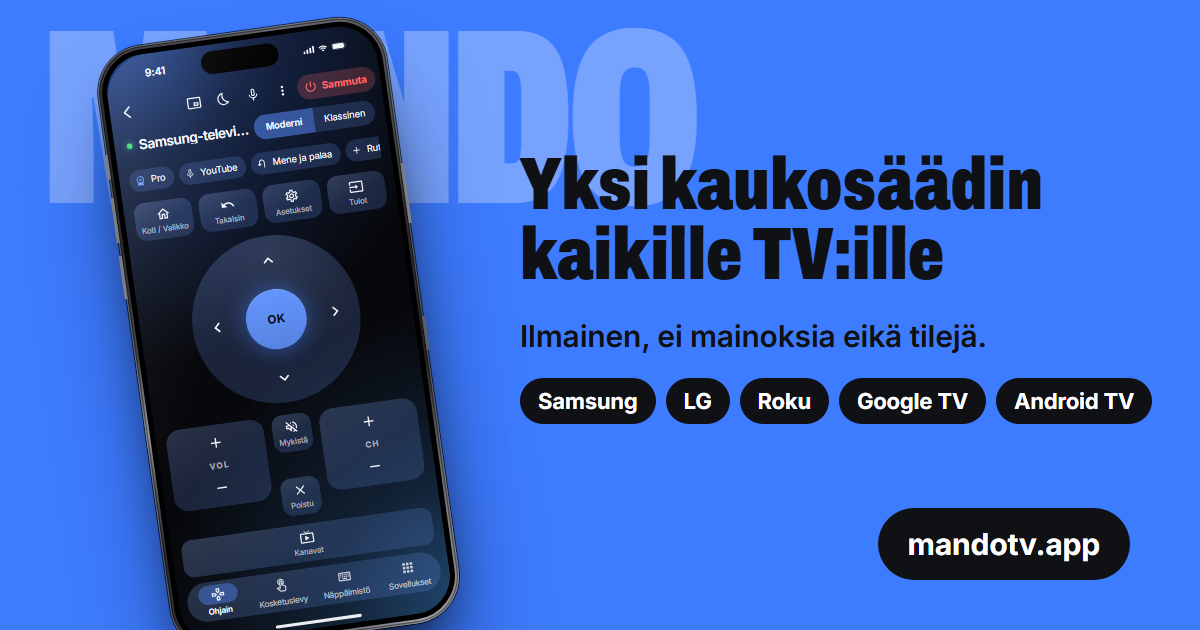 MANDO
9:41
Sammuta
Samsung-televi...
Moderni
Klassinen
Pro
YouTube
Mene ja palaa
Koti / Valikko
Takaisin
Asetukset
Tulot
OK
VOL
Mykistä
CH
Poistu
Kanavat
Ohjain
Kosketuslevy
Näppäimistö
Sovellukset
Yksi kaukosäädin
kaikille TV:ille
Ilmainen, ei mainoksia eikä tilejä.
Samsung
LG
Roku
Google TV
Android TV
mandotv.app